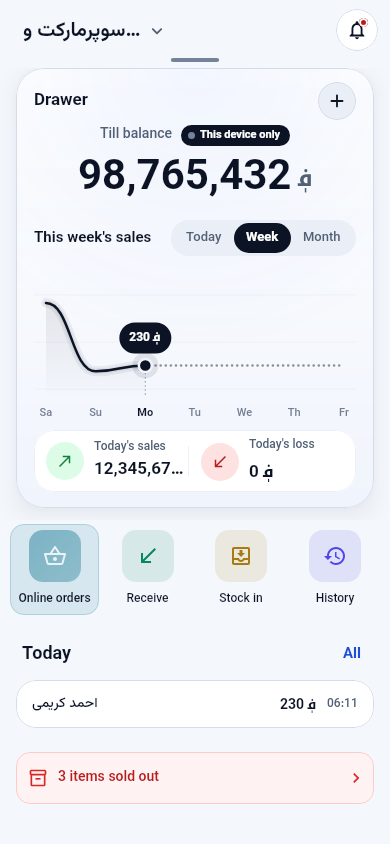 سوپرمارکت و...
Drawer
Till balance
This device only
98,765,432 ؋
This week's sales
Today Week Month
230 ؋
Sa Su Mo Tu We Th Fr
Today's sales
12,345,67...
Today's loss
0 ؋
Online orders
Receive
Stock in
History
Today
All
احمد کریمی
230 ؋
06:11
3 items sold out